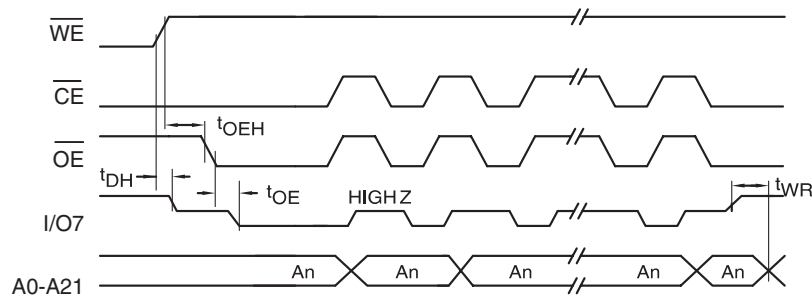 WE
CE
tOEH
OE
tDH
tOE
HIGH Z
tWR
I/O7
An An An An An
A0-A21